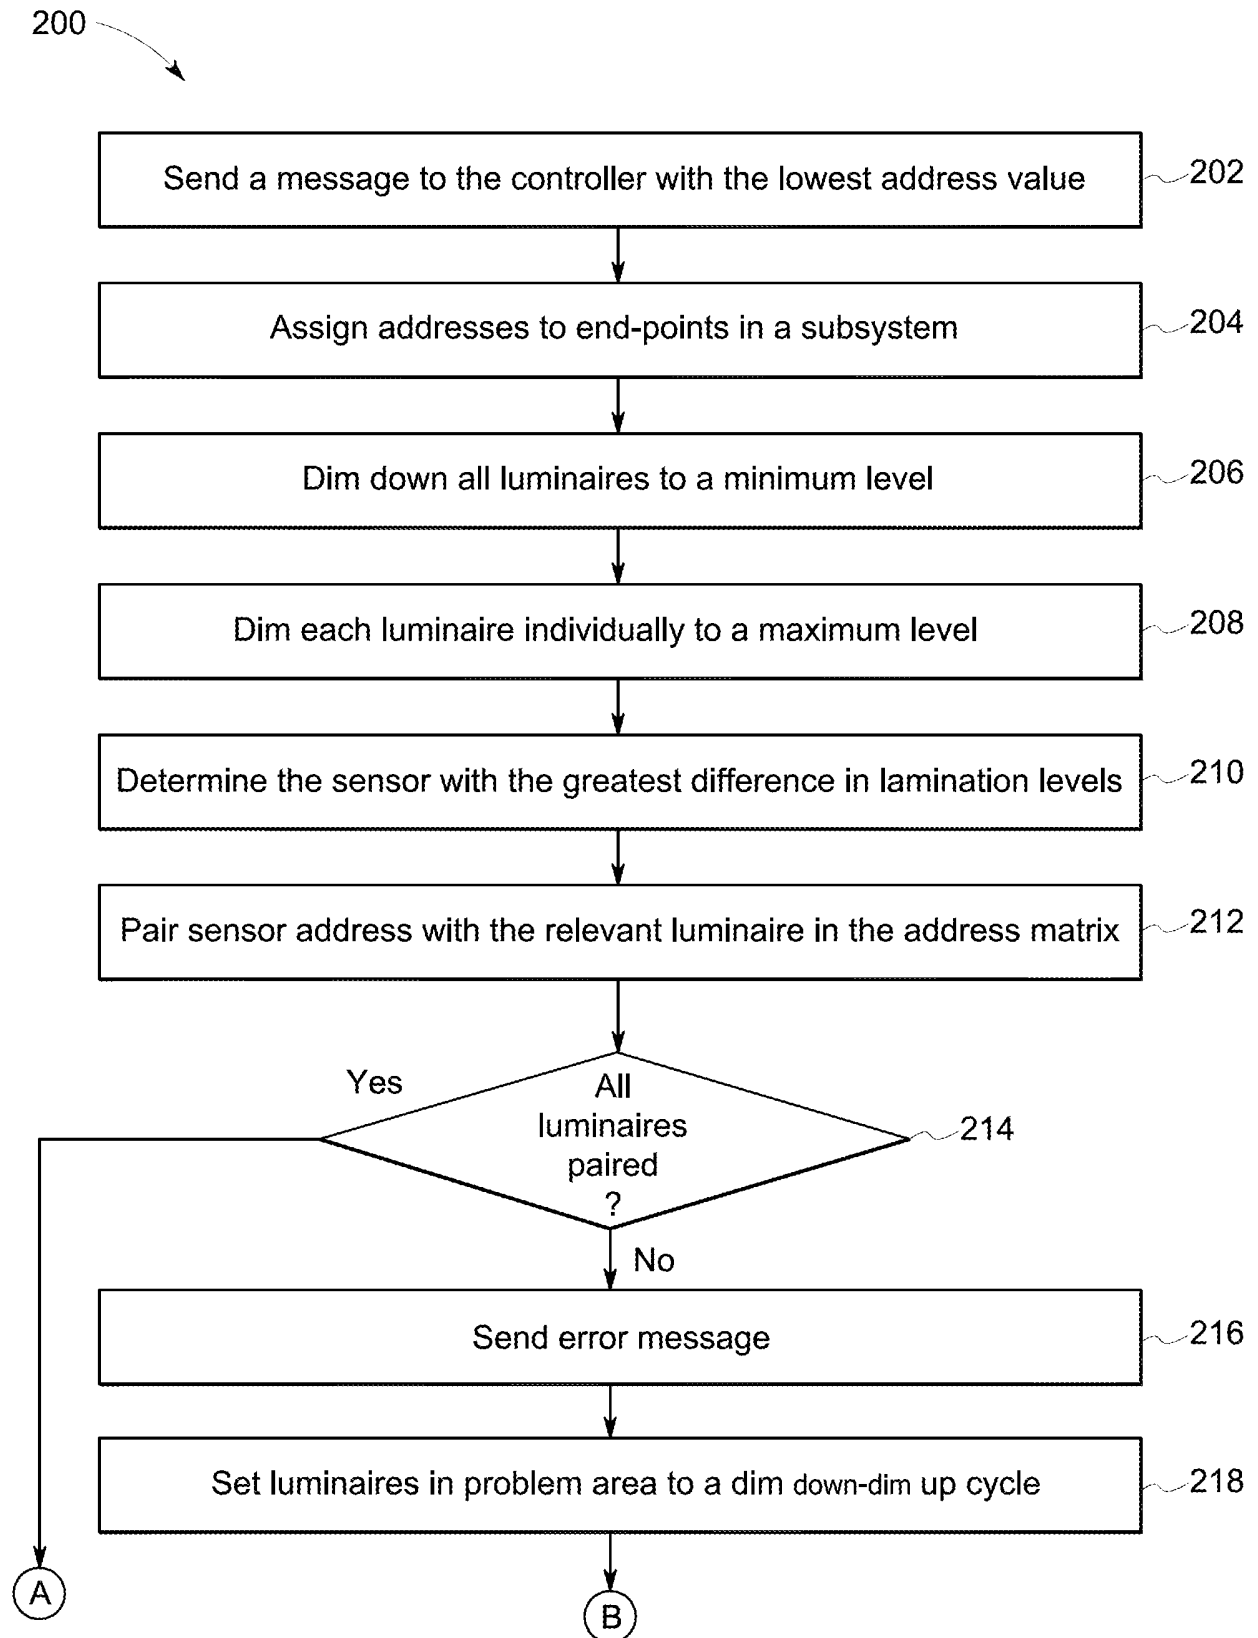 200
Send a message to the controller with the lowest address value
202
Assign addresses to end-points in a subsystem
204
Dim down all luminaires to a minimum level
206
Dim each luminaire individually to a maximum level
208
Determine the sensor with the greatest difference in lamination levels
210
Pair sensor address with the relevant luminaire in the address matrix
212
Yes
All
luminaires
paired
?
214
No
Send error message
216
Set luminaires in problem area to a dim down-dim up cycle
218
A
B